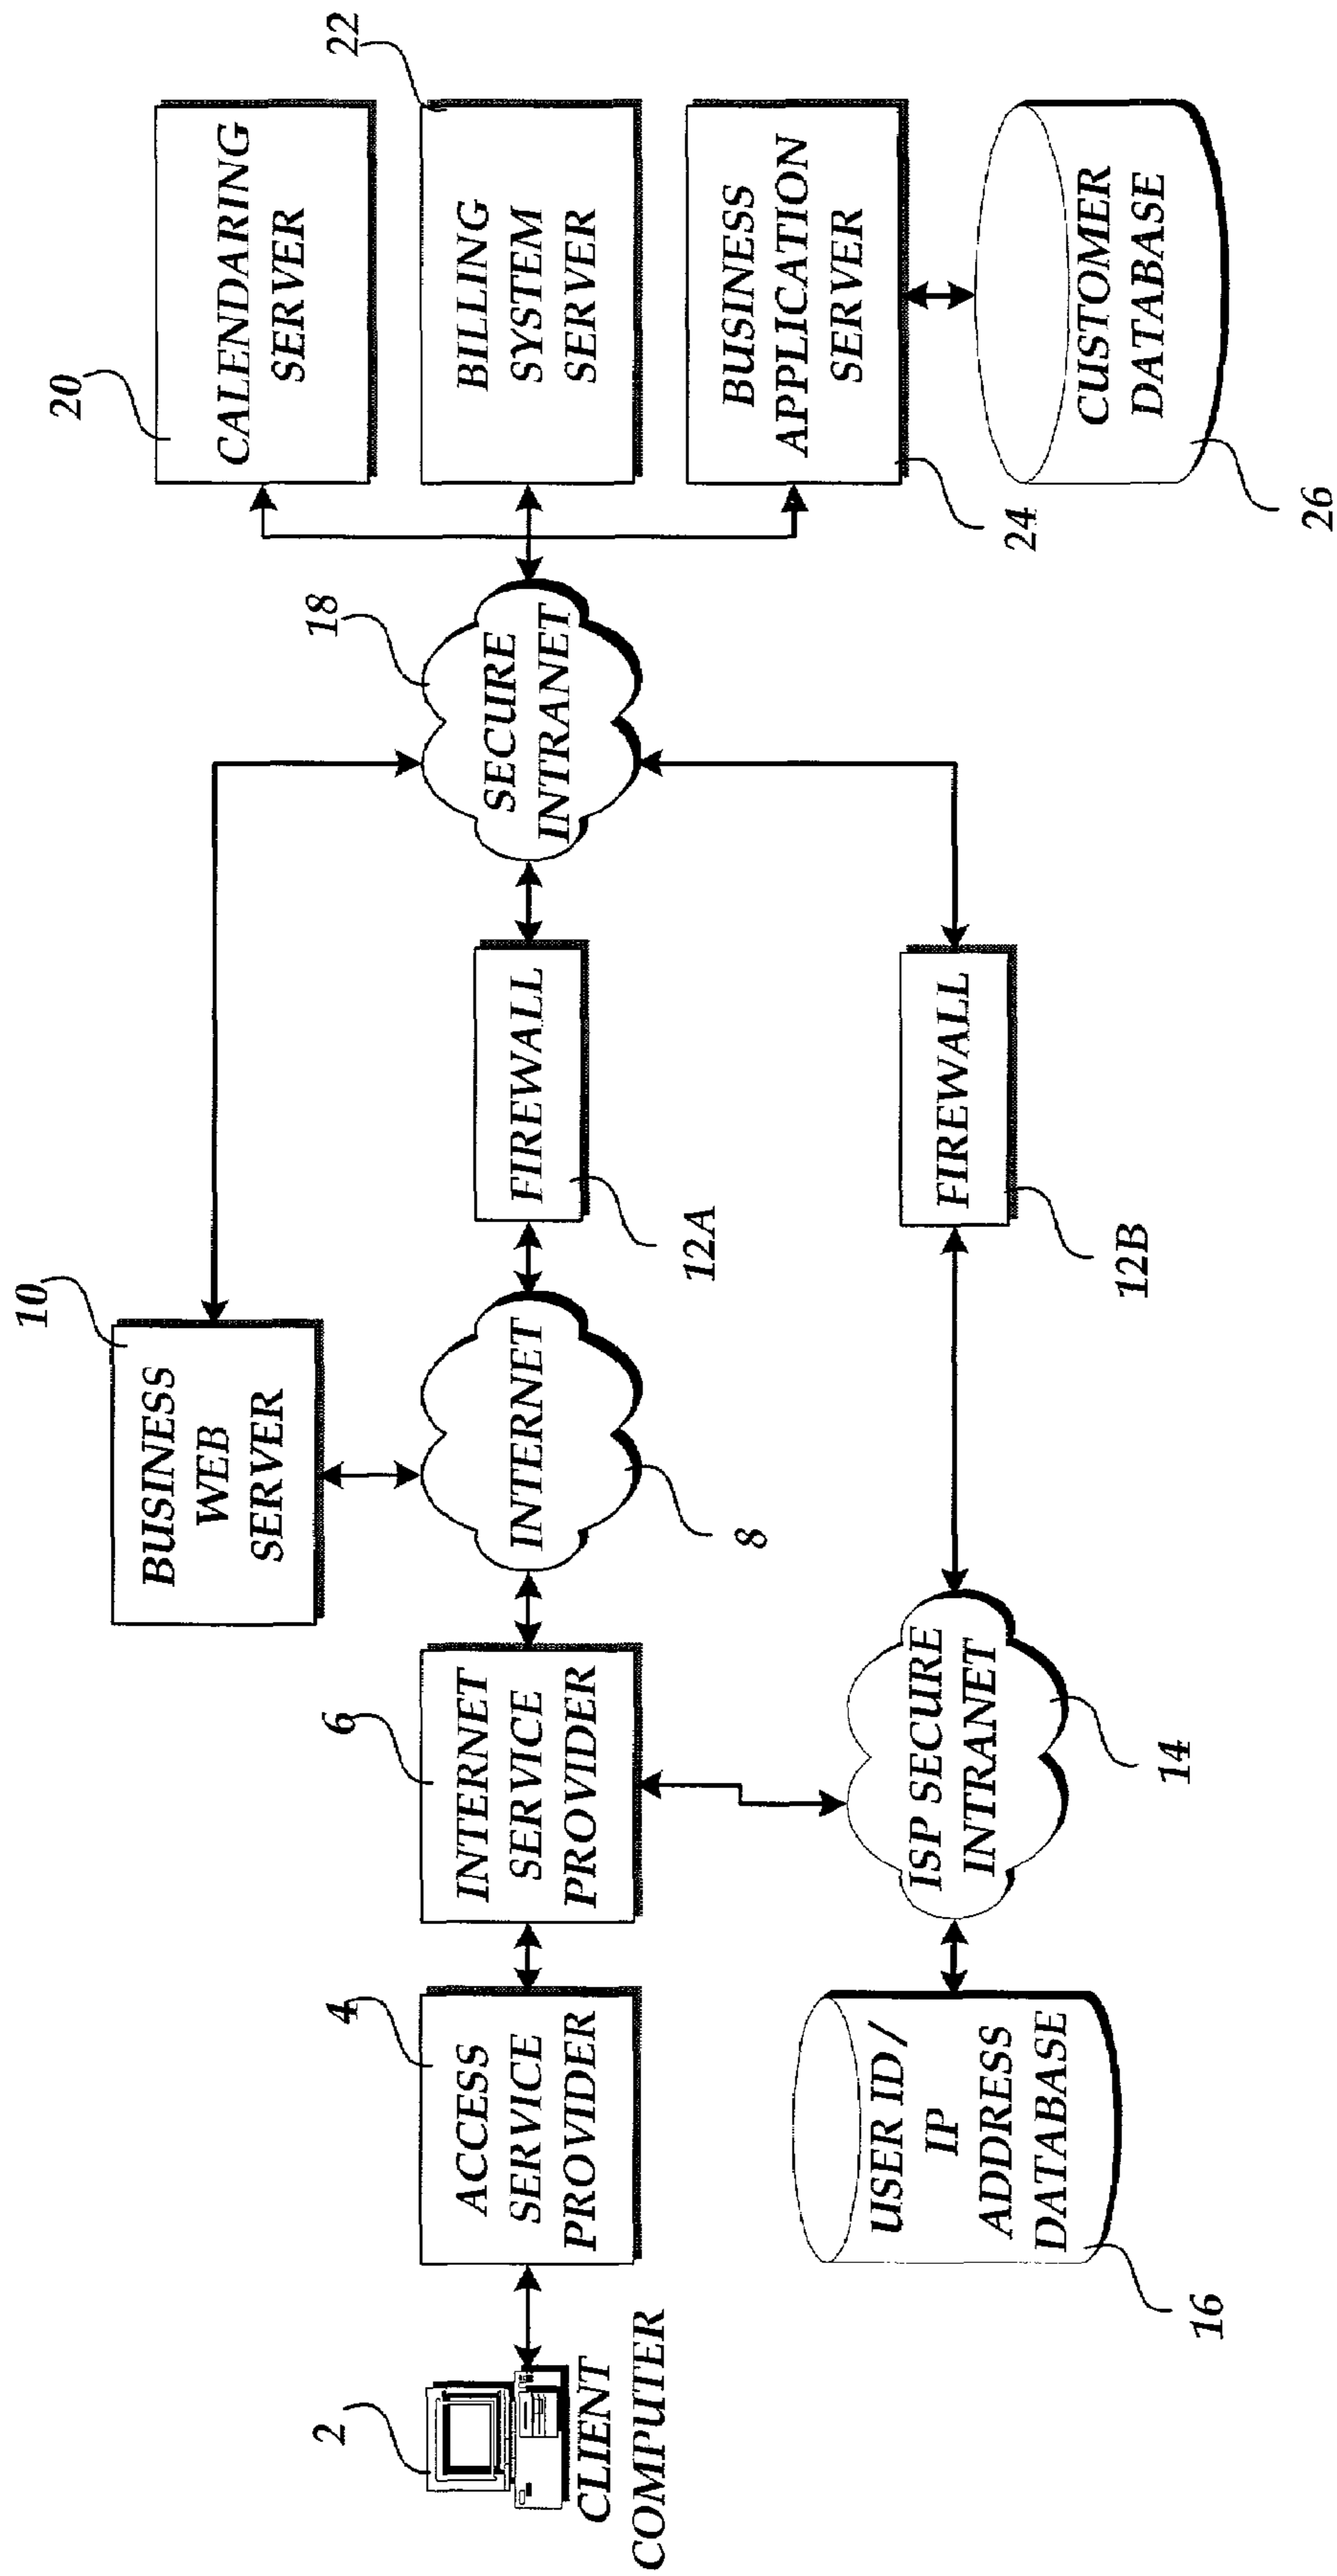 10
BUSINESS
WEB
SERVER
20
CALENDARING
SERVER
2
CLIENT
COMPUTER
4
ACCESS
SERVICE
PROVIDER
6
INTERNET
SERVICE
PROVIDER
INTERNET
8
FIREWALL
12A
18
SECURE
INTRANET
22
BILLING
SYSTEM
SERVER
BUSINESS
APPLICATION
SERVER
24
USER ID/
IP
ADDRESS
DATABASE
16
ISP SECURE
INTRANET
14
FIREWALL
12B
CUSTOMER
DATABASE
26